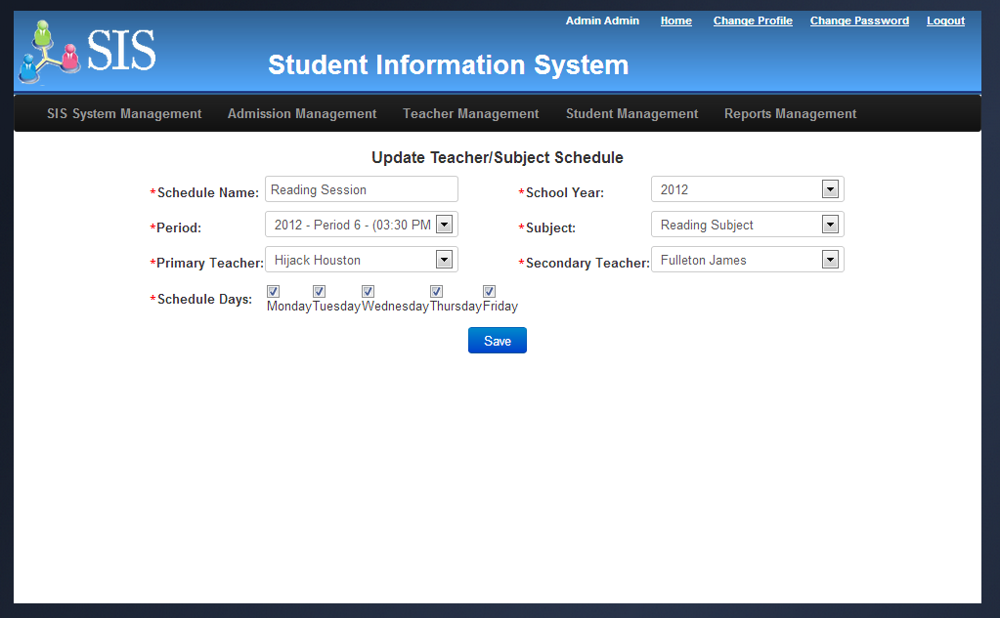 Admin Admin Home Change Profile Change Password Logout
SIS
Student Information System
SIS System Management Admission Management Teacher Management Student Management Reports Management
Update Teacher/Subject Schedule
*Schedule Name: Reading Session *School Year: 2012
*Period: 2012 - Period 6 - (03:30 PM *Subject: Reading Subject
*Primary Teacher: Hijack Houston *Secondary Teacher: Fulleton James
*Schedule Days: Monday Tuesday Wednesday Thursday Friday
Save